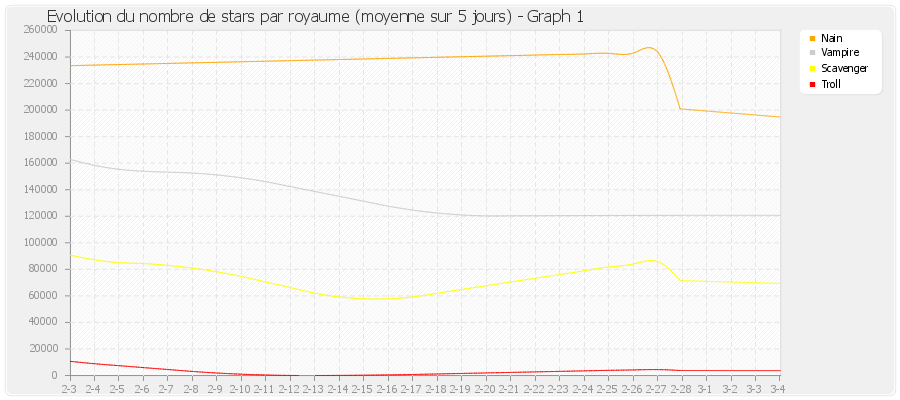 Evolution du nombre de stars par royaume (moyenne sur 5 jours) - Graph 1
260000
240000
220000
200000
180000
160000
140000
120000
100000
80000
60000
40000
20000
0
2-3 2-4 2-5 2-6 2-7 2-8 2-9 2-10 2-11 2-12 2-13 2-14 2-15 2-16 2-17 2-18 2-19 2-20 2-21 2-22 2-23 2-24 2-25 2-26 2-27 2-28 3-1 3-2 3-3 3-4
Nain
Vampire
Scavenger
Troll